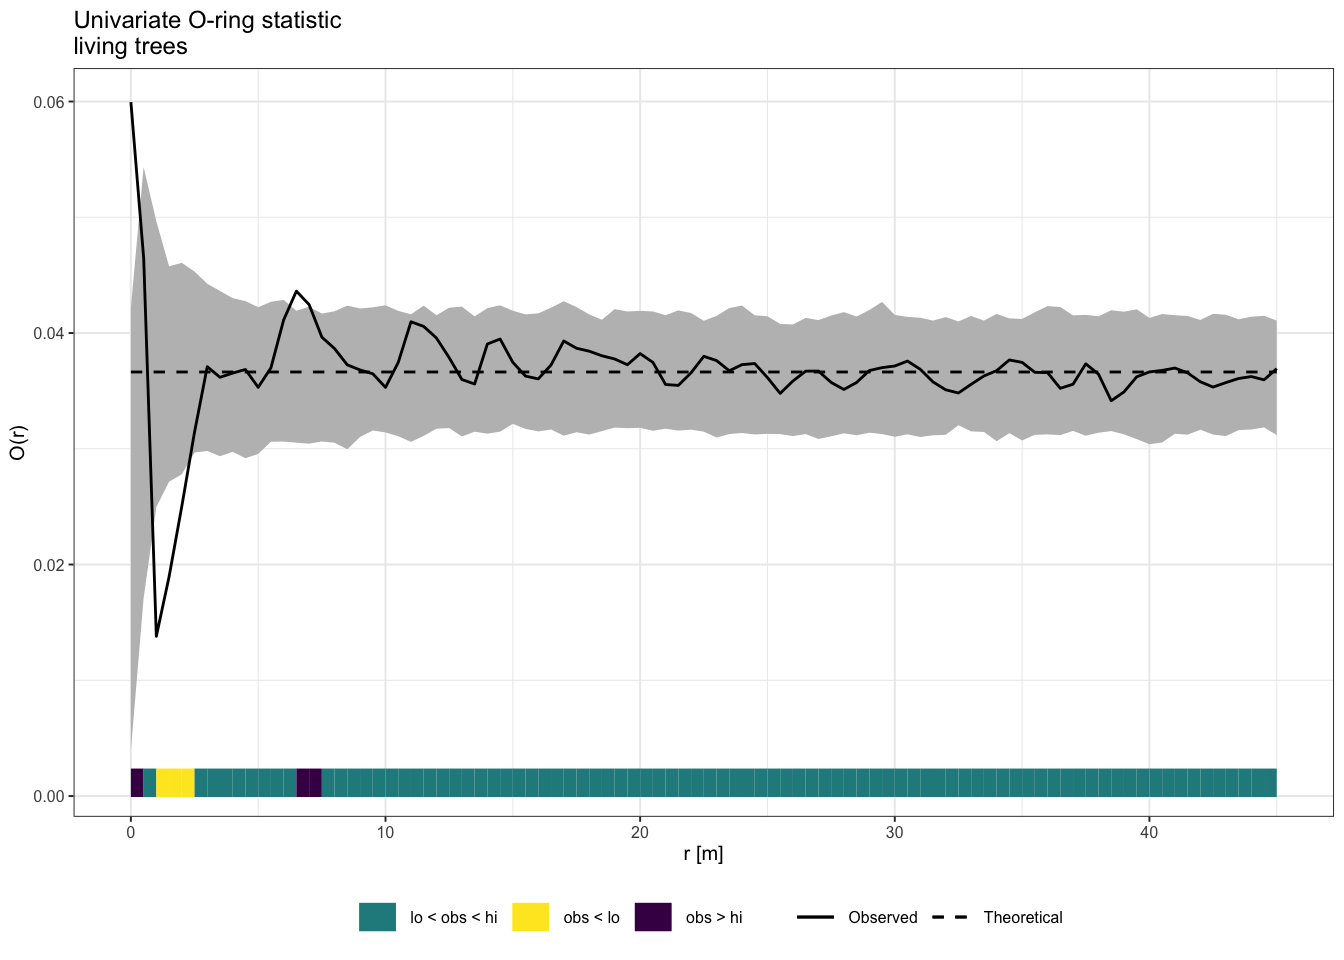 Univariate O-ring statistic
living trees
O(r)
0.06
0.04
0.02
0.00
0 10 20 30 40
r [m]
lo < obs < hi obs < lo obs > hi Observed Theoretical